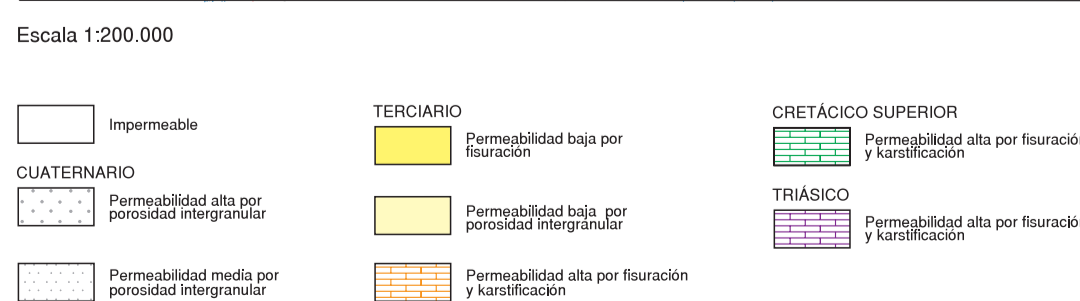 Escala 1:200.000
Impermeable
CUATERNARIO
Permeabilidad alta por
porosidad intergranular
Permeabilidad media por
porosidad intergranular
TERCIARIO
Permeabilidad baja por
fisuración
Permeabilidad baja por
porosidad intergranular
Permeabilidad alta por fisuración
y karstificación
CRETÁCICO SUPERIOR
Permeabilidad alta por fisuració
y karstificación
TRIÁSICO
Permeabilidad alta por fisuració
y karstificación